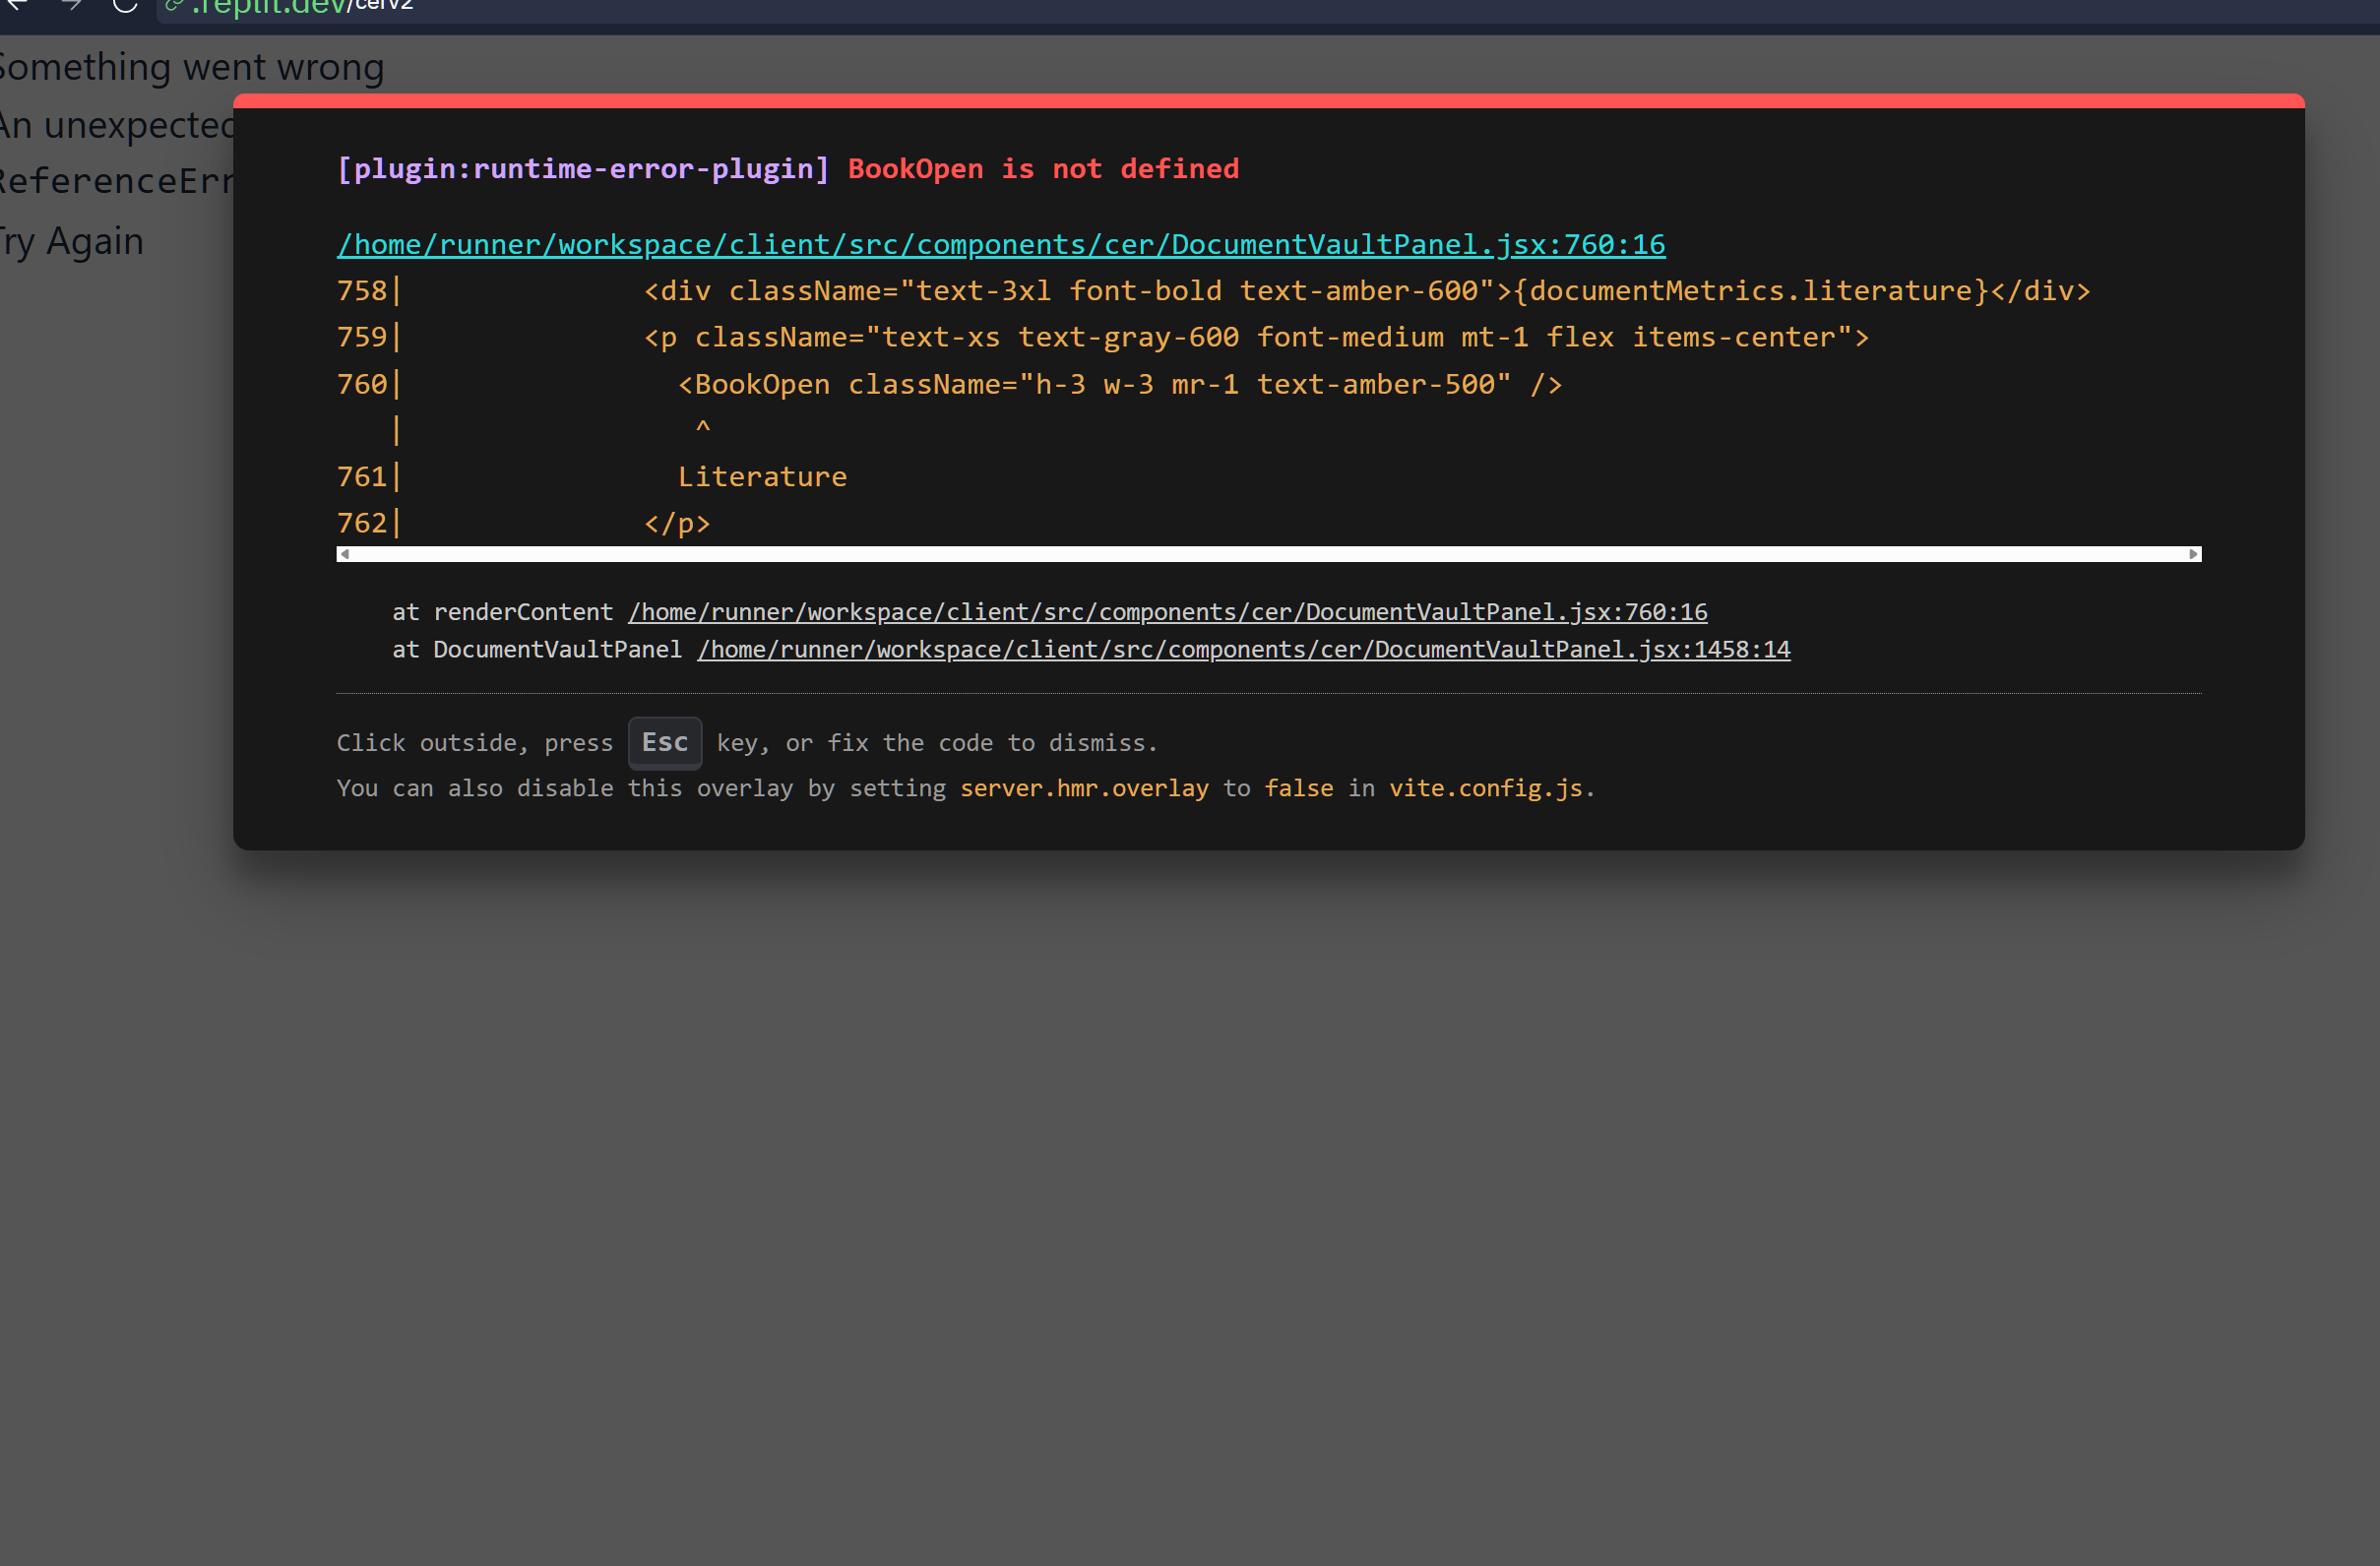 .replit.dev/cerv2
Something went wrong
An unexpected
ReferenceErr
Try Again
[plugin:runtime-error-plugin] BookOpen is not defined
/home/runner/workspace/client/src/components/cer/DocumentVaultPanel.jsx:760:16
758|               <div className="text-3xl font-bold text-amber-600">{documentMetrics.literature}</div>
759|               <p className="text-xs text-gray-600 font-medium mt-1 flex items-center">
760|                 <BookOpen className="h-3 w-3 mr-1 text-amber-500" />
   |                  ^
761|                 Literature
762|               </p>
at renderContent /home/runner/workspace/client/src/components/cer/DocumentVaultPanel.jsx:760:16
at DocumentVaultPanel /home/runner/workspace/client/src/components/cer/DocumentVaultPanel.jsx:1458:14
Click outside, press Esc key, or fix the code to dismiss.
You can also disable this overlay by setting server.hmr.overlay to false in vite.config.js.